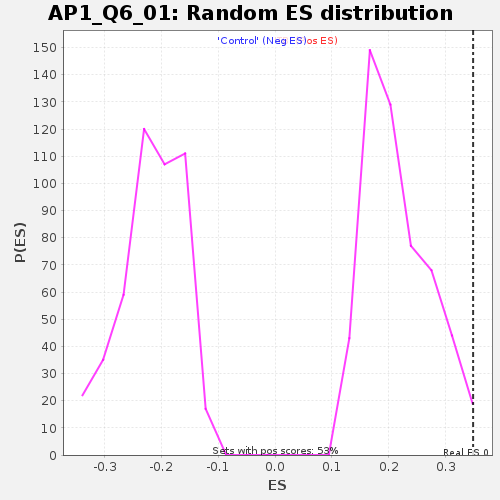 AP1_Q6_01: Random ES distribution
'Control' (Neg ES)os ES)
150
140
130
120
110
100
90
80
70
60
50
40
30
20
10
0
P(ES)
Sets with pos scores: 53%
Real ES 0
-0.3 -0.2 -0.1 0.0 0.1 0.2 0.3
ES